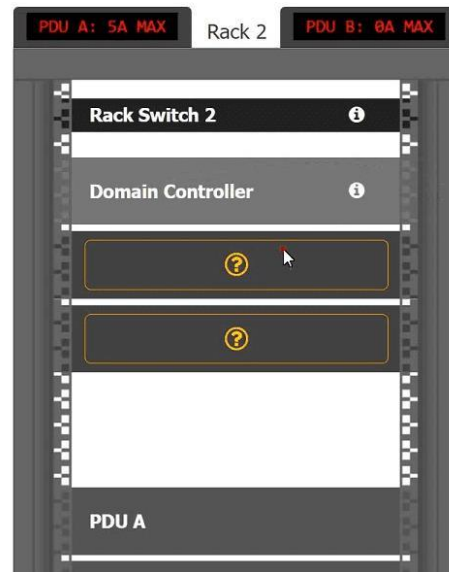 PDU A: 5A MAX
Rack 2
PDU B: 0A MAX
Rack Switch 2
Domain Controller
?
?
PDU A